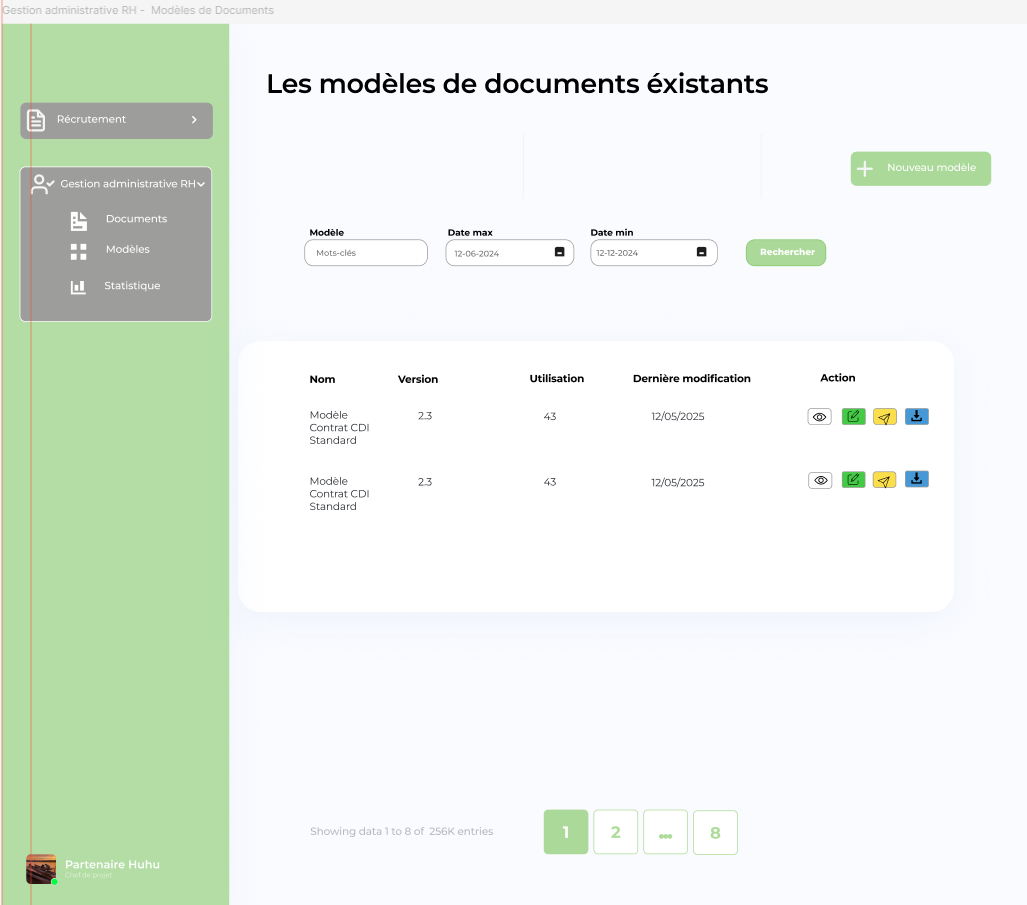 Gestion administrative RH - Modèles de Documents
Les modèles de documents éxistants
Récrutement
Nouveau modèle
Gestion administrative RH
Documents
Modèles
Statistique
Modèle
Date max
Date min
Mots-clés
12-06-2024
12-12-2024
Rechercher
Nom
Version
Utilisation
Dernière modification
Action
Modèle
Contrat CDI
Standard
2.3
43
12/05/2025
Modèle
Contrat CDI
Standard
2.3
43
12/05/2025
Showing data 1 to 8 of 256K entries
1
2
...
8
Partenaire Huhu
Chef de projet